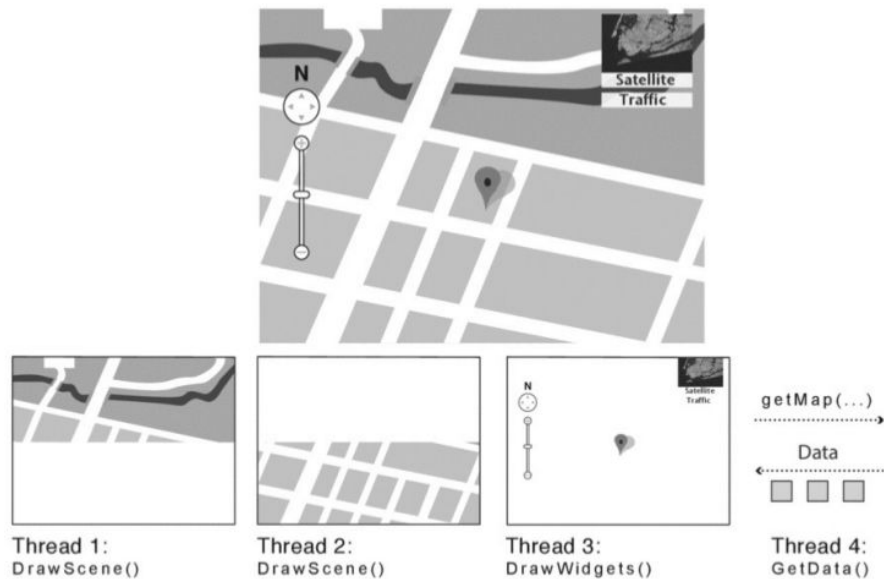 Satellite
Traffic
N
N
Satellite
Traffic
getMap(...)
Data
Thread 1:
DrawScene()
Thread 2:
DrawScene()
Thread 3:
DrawWidgets()
Thread 4:
GetData()